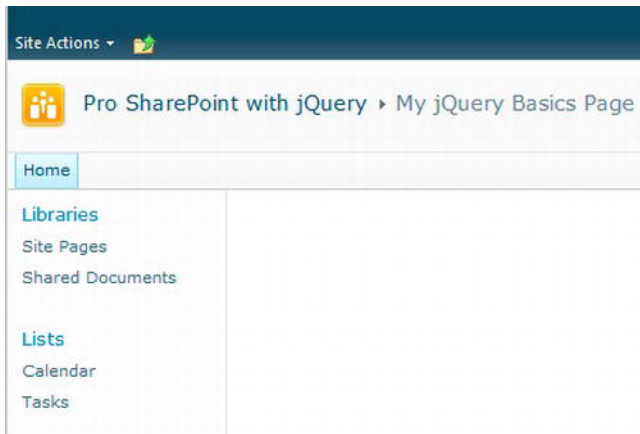 Site Actions
Pro SharePoint with jQuery ▸ My jQuery Basics Page
Home
Libraries
Site Pages
Shared Documents
Lists
Calendar
Tasks